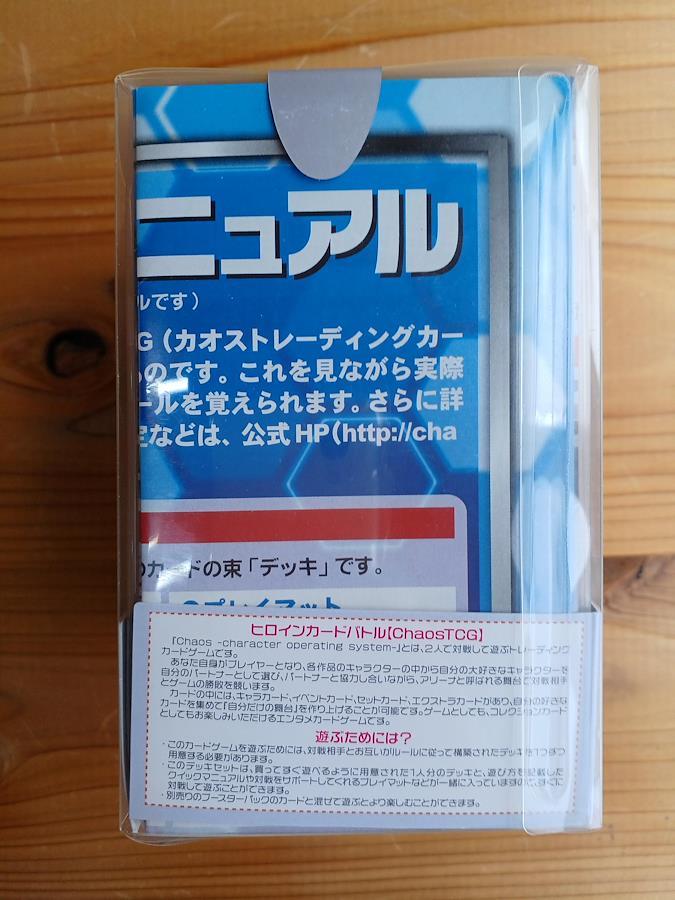 ニュアル
ルです）
G（カオストレーディングカー
ものです。これを見ながら実際
ールを覚えられます。さらに詳
定などは、公式HP（http://cha
のカードの束「デッキ」です。
プレイマット
ヒロインカードバトル【ChaosTCG】
『Chaos -character operating system-』とは、2人で対戦して遊ぶトレーディング
カードゲームです。
あなた自身がプレイヤーとなり、各作品のキャラクターの中から自分の大好きなキャラクターを
自分のパートナーとして選び、パートナーと協力し合いながら、アリーナと呼ばれる舞台で対戦相手
とゲームの勝敗を競います。
カードの中には、キャラカード、イベントカード、セットカード、エクストラカードがあり、自分の好きな
カードを集めて「自分だけの舞台」を作り上げることが可能です。ゲームとしても、コレクションカード
としてもお楽しみいただけるエンタメカードゲームです。
遊ぶためには？
・このカードゲームを遊ぶためには、対戦相手とお互いがルールに従って構築されたデッキを1つずつ
用意する必要があります。
・このデッキセットは、買ってすぐ遊べるように用意された1人分のデッキと、遊び方を記載した
クイックマニュアルや対戦をサポートしてくれるプレイマットなどが一緒に入っていますので、すぐに
対戦して遊ぶことができます。
・別売りのブースターパックのカードと混ぜて遊ぶとより楽しむことができます。